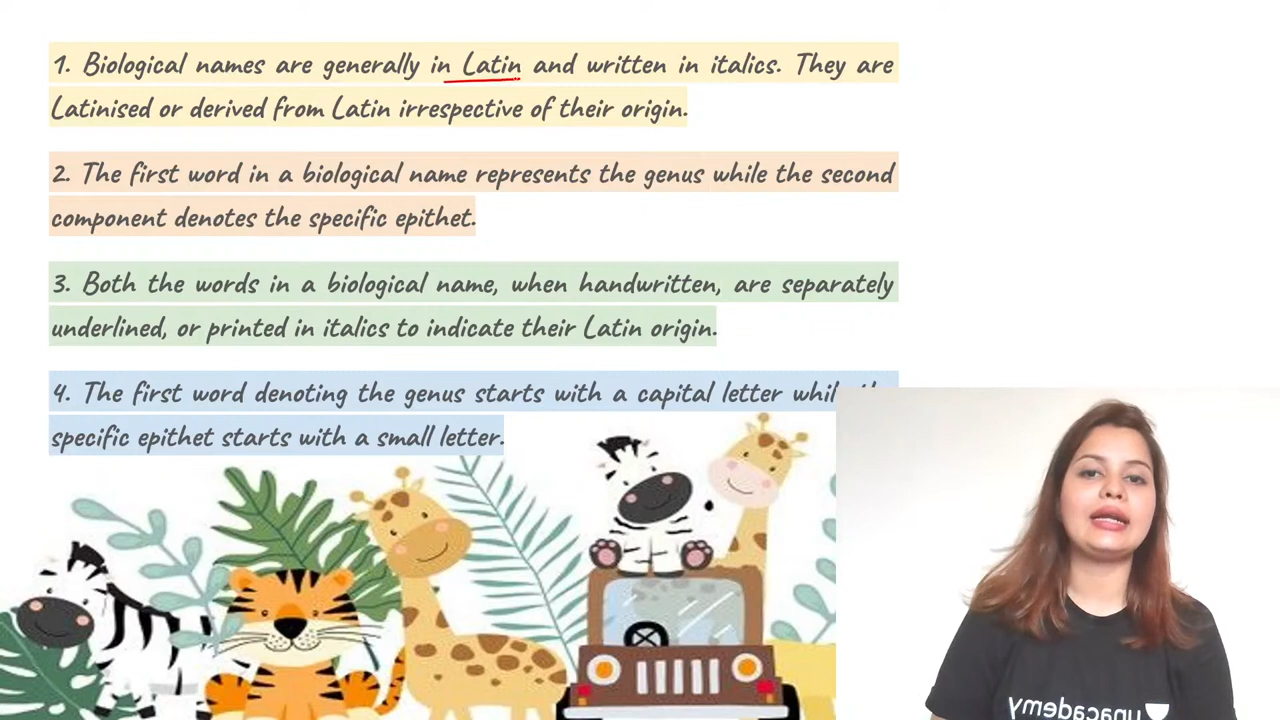 1. Biological names are generally in Latin and written in italics. They are
Latinised or derived from Latin irrespective of their origin.
2. The first word in a biological name represents the genus while the second
component denotes the specific epithet.
3. Both the words in a biological name, when handwritten, are separately
underlined, or printed in italics to indicate their Latin origin.
4. The first word denoting the genus starts with a capital letter while the
specific epithet starts with a small letter.
unacademy